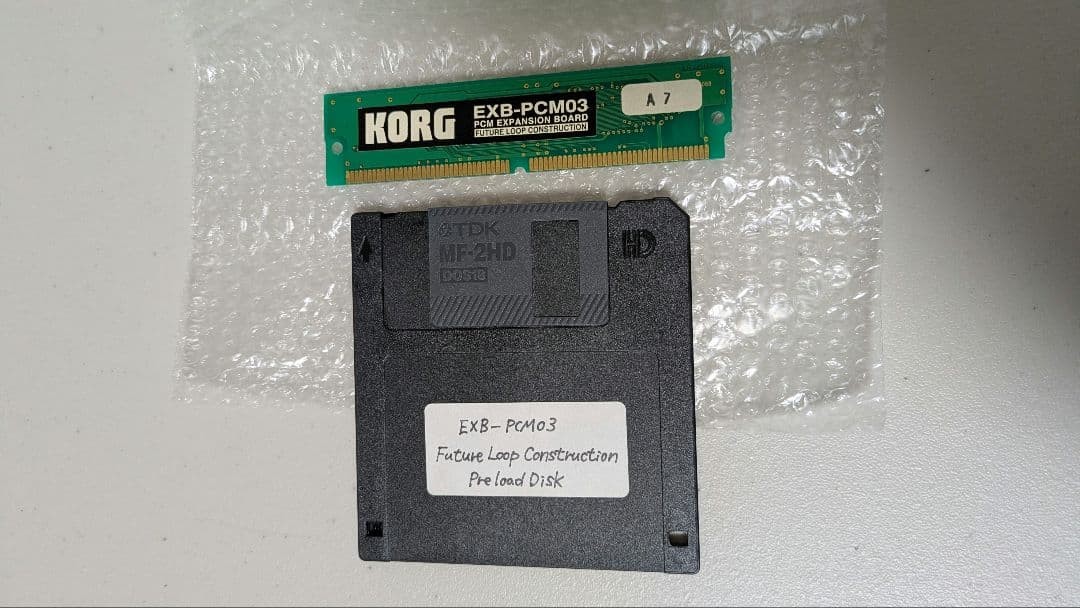 KORG
EXB-PCM03
PCM EXPANSION BOARD
FUTURE LOOP CONSTRUCTION
A 7
TDK
MF-2HD
DOS18
HD
EXB-PCM03
Future Loop Construction
Preload Disk